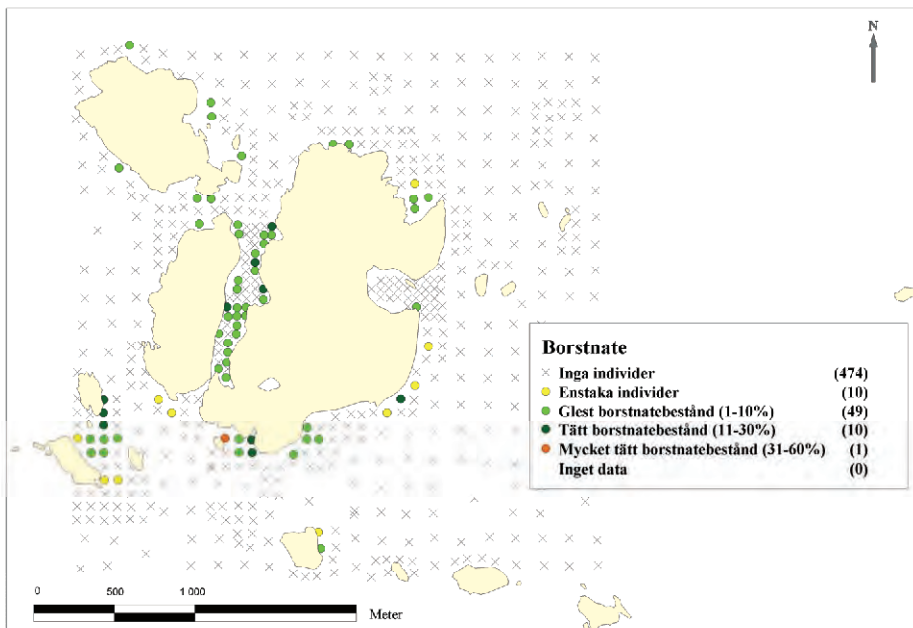 N
Borstnate
Inga individer (474)
Enstaka individer (10)
Glest borstnatebestånd (1-10%) (49)
Tätt borstnatebestånd (11-30%) (10)
Mycket tätt borstnatebestånd (31-60%) (1)
Inget data (0)
0 500 1 000
Meter